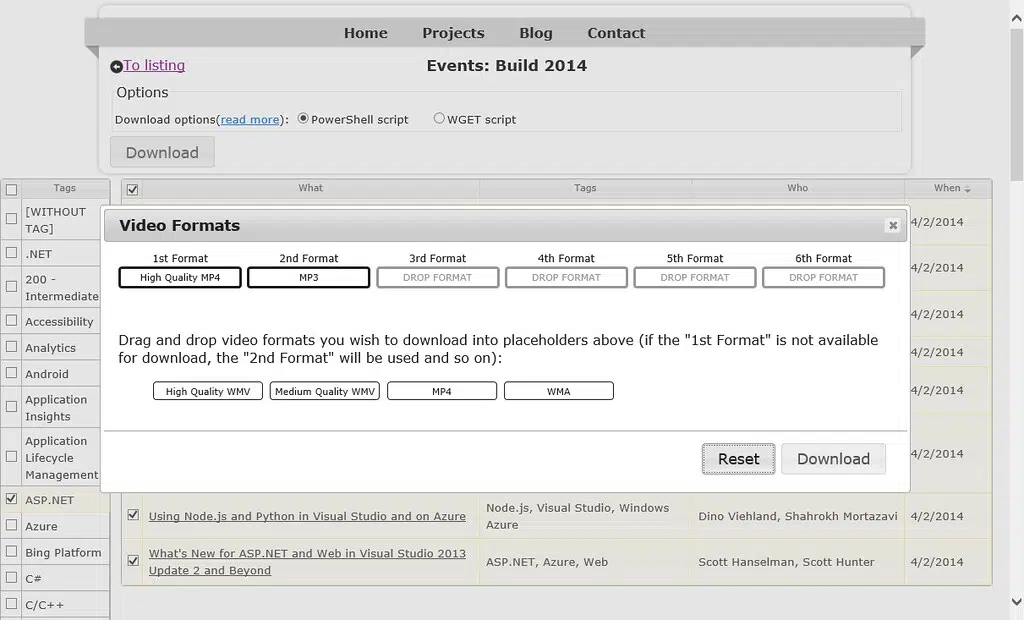 Home Projects Blog Contact
To listing
Events: Build 2014
Options
Download options(read more): PowerShell script WGET script
Download
Tags What Tags Who When
[WITHOUT
TAG]
4/2/2014
.NET
4/2/2014
200 -
Intermediate
Accessibility
4/2/2014
Analytics
4/2/2014
Android
Application
Insights
4/2/2014
Application
Lifecycle
Management
4/2/2014
ASP.NET
Azure
Bing Platform
C#
C/C++
Video Formats
1st Format 2nd Format 3rd Format 4th Format 5th Format 6th Format
High Quality MP4 MP3 DROP FORMAT DROP FORMAT DROP FORMAT DROP FORMAT
Drag and drop video formats you wish to download into placeholders above (if the "1st Format" is not available
for download, the "2nd Format" will be used and so on):
High Quality WMV Medium Quality WMV MP4 WMA
Reset Download
Using Node.js and Python in Visual Studio and on Azure
Node.js, Visual Studio, Windows
Azure
Dino Viehland, Shahrokh Mortazavi
4/2/2014
What's New for ASP.NET and Web in Visual Studio 2013
Update 2 and Beyond
ASP.NET, Azure, Web
Scott Hanselman, Scott Hunter
4/2/2014